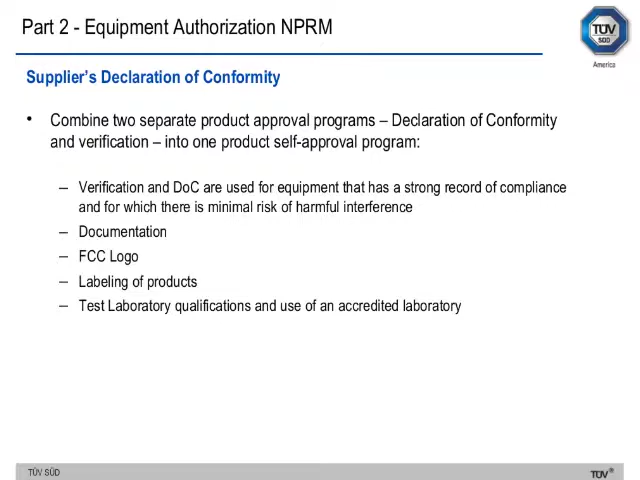 Part 2 - Equipment Authorization NPRM
TÜV
SÜD
America
Supplier's Declaration of Conformity
• Combine two separate product approval programs – Declaration of Conformity
and verification – into one product self-approval program:
– Verification and DoC are used for equipment that has a strong record of compliance
and for which there is minimal risk of harmful interference
– Documentation
– FCC Logo
– Labeling of products
– Test Laboratory qualifications and use of an accredited laboratory
TÜV SÜD
TÜV®